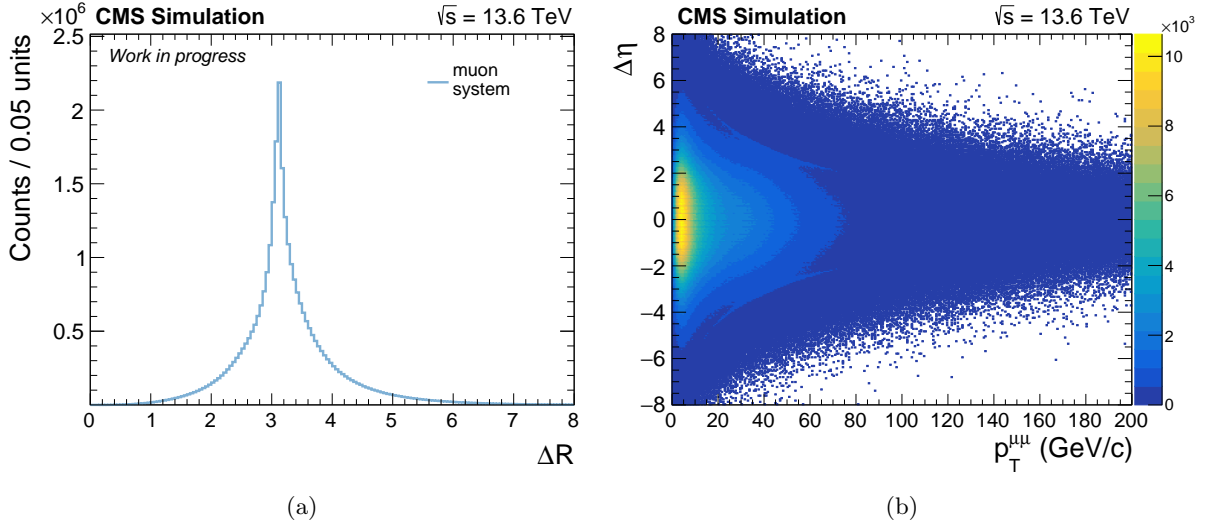 CMS Simulation
√s = 13.6 TeV
×10⁶
Work in progress
muon
system
Counts / 0.05 units
2.5
2
1.5
1
0.5
0 1 2 3 4 5 6 7 8
ΔR
(a)
CMS Simulation
√s = 13.6 TeV
×10³
Δη
8
6
4
2
0
−2
−4
−6
−8
0 20 40 60 80 100 120 140 160 180 200
p_T^μμ (GeV/c)
10
8
6
4
2
0
(b)